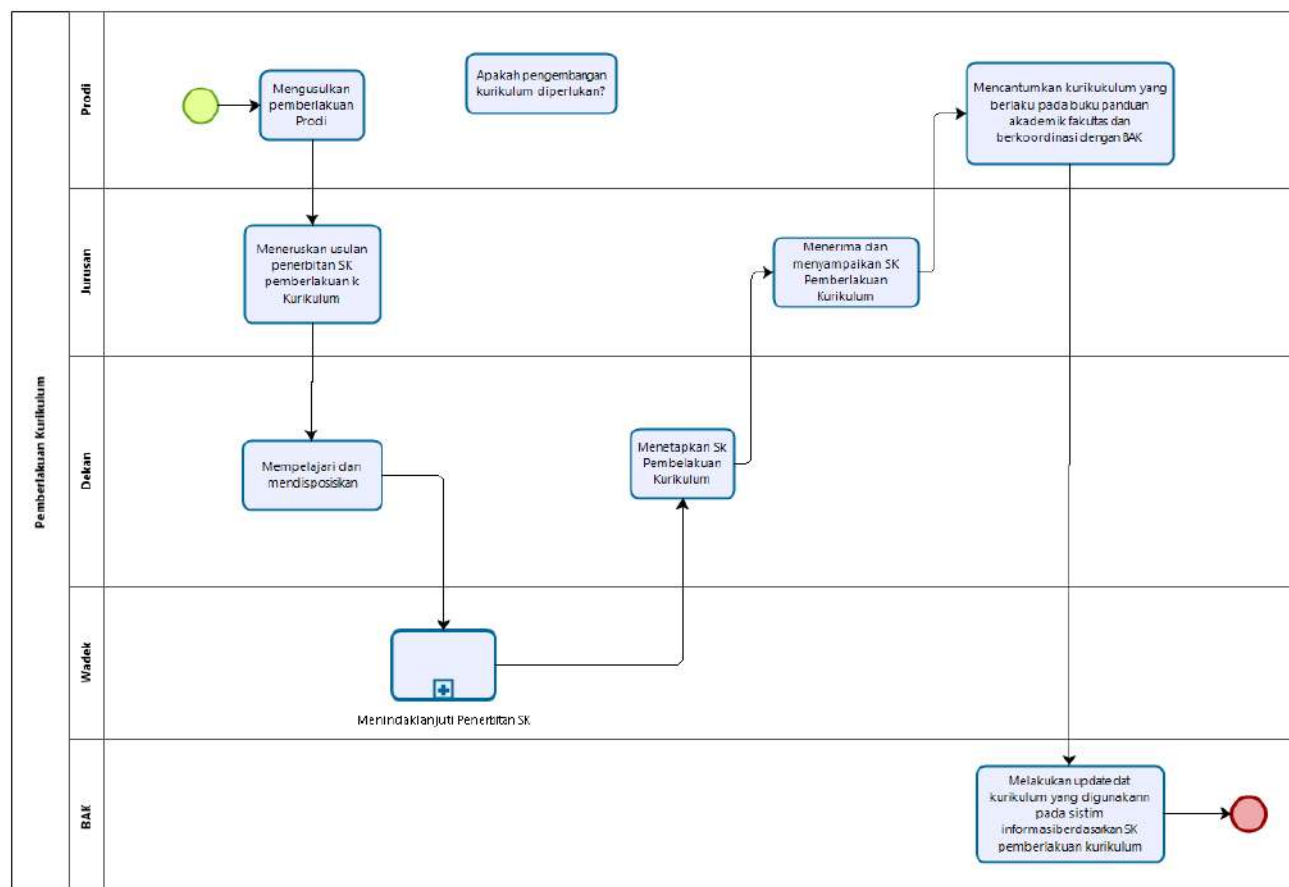 Pemberlakuan Kurikulum
Prodi
Mengusulkan
pemberlakuan
Prodi
Apakah pengembangan
kurikulum diperlukan?
Mencantumkan kurikukulum yang
berlaku pada buku panduan
akademik fakultas dan
berkoordinasi dengan BAK
Jurusan
Meneruskan usulan
penerbitan SK
pemberlakuan k
Kurikulum
Menerima dan
menyampaikan SK
Pemberlakuan
Kurikulum
Dekan
Mempelajari dan
mendisposiskan
Menetapkan Sk
Pembelakuan
Kurikulum
Wadek
Menindaklanjuti Penerbitan SK
BAK
Melakukan update dat
kurikulum yang digunakann
pada sistim
informasi berdasarkan SK
pemberlakuan kurikulum